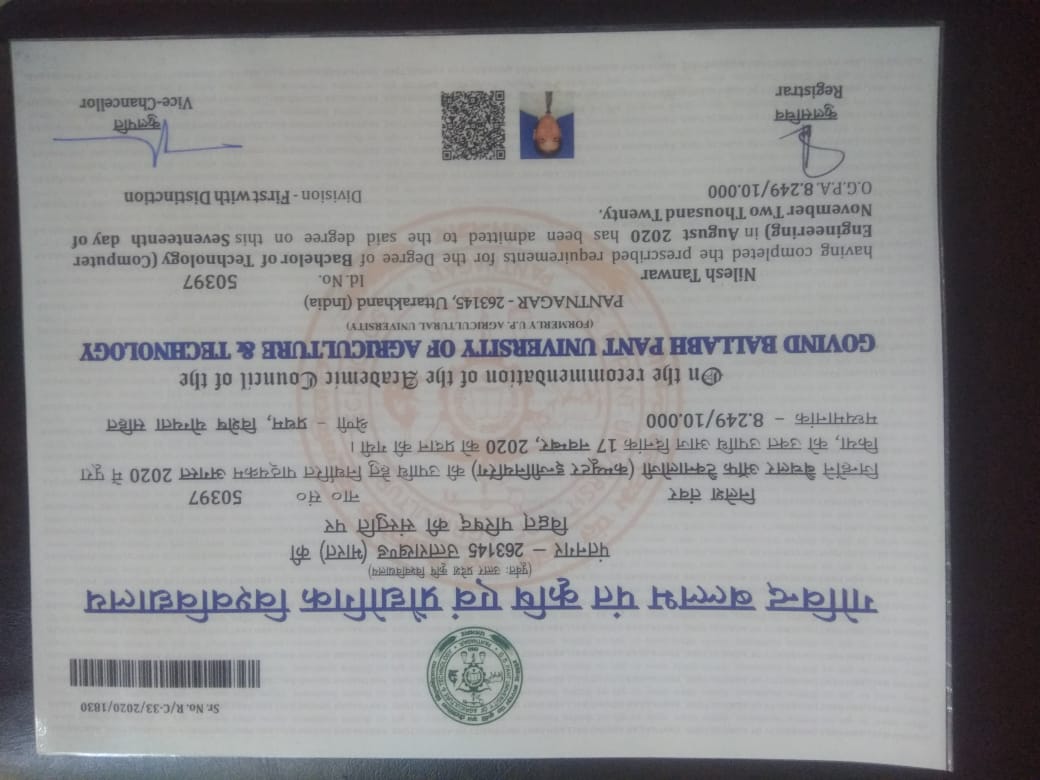 Sr. No. R/C-33/2020/1830
गोविन्द बल्लभ पंत कृषि एवं प्रौद्योगिक विश्वविद्यालय
(पूर्वतः उत्तर प्रदेश कृषि विश्वविद्यालय)
पंतनगर – 263145 उत्तराखण्ड (भारत) की
विद्वत् परिषद् की संस्तुति पर
निलेश तंवर ना० सं० 50397
जिन्होंने बैचलर ऑफ टैक्नालोजी (कम्प्यूटर इन्जीनियरिंग) की उपाधि हेतु निर्धारित पाठ्यक्रम अगस्त 2020 में पूरा
किया, को उक्त उपाधि आज दिनांक 17 नवम्बर, 2020 को प्रदान की गयी।
मध्यमानांक – 8.249/10.000 श्रेणी – प्रथम, विशेष योग्यता सहित
On the recommendation of the Academic Council of the
GOVIND BALLABH PANT UNIVERSITY OF AGRICULTURE & TECHNOLOGY
(FORMERLY U.P. AGRICULTURAL UNIVERSITY)
PANTNAGAR - 263145, Uttarakhand (India)
Nilesh Tanwar Id. No. 50397
having completed the prescribed requirements for the Degree of Bachelor of Technology (Computer
Engineering) in August 2020 has been admitted to the said degree on this Seventeenth day of
November Two Thousand Twenty.
O.G.P.A. 8.249/10.000 Division - First with Distinction
कुलसचिव
Registrar
कुलपति
Vice-Chancellor